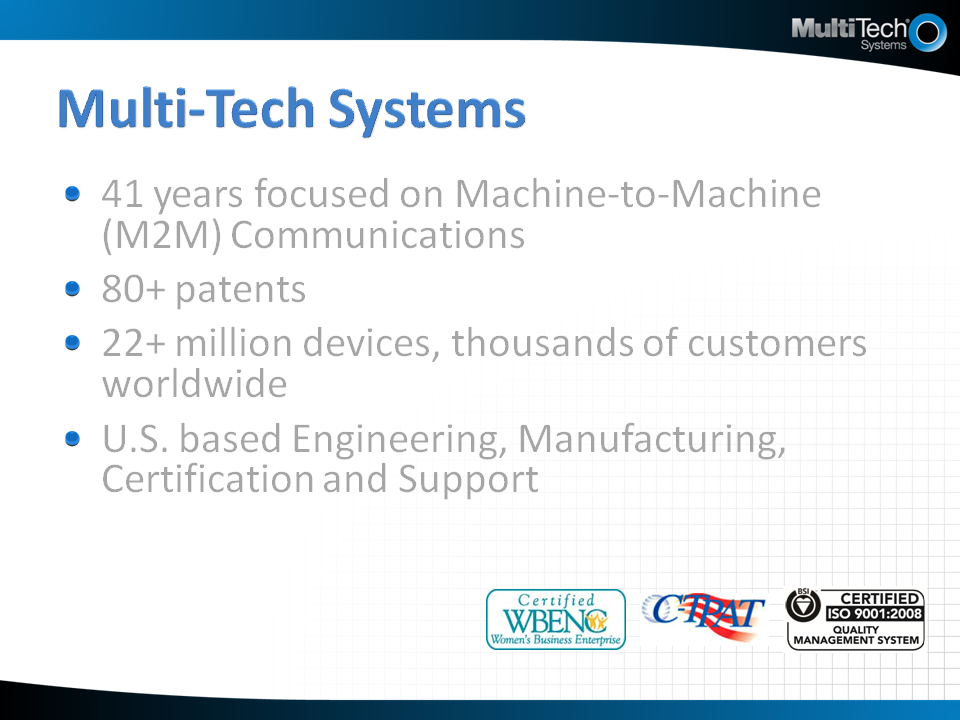 MultiTech®
Systems
Multi-Tech Systems
41 years focused on Machine-to-Machine
(M2M) Communications
80+ patents
22+ million devices, thousands of customers
worldwide
U.S. based Engineering, Manufacturing,
Certification and Support
Certified
WBENC
Women's Business Enterprise
C-TPAT
BSI
CERTIFIED
ISO 9001:2008
QUALITY
MANAGEMENT SYSTEM